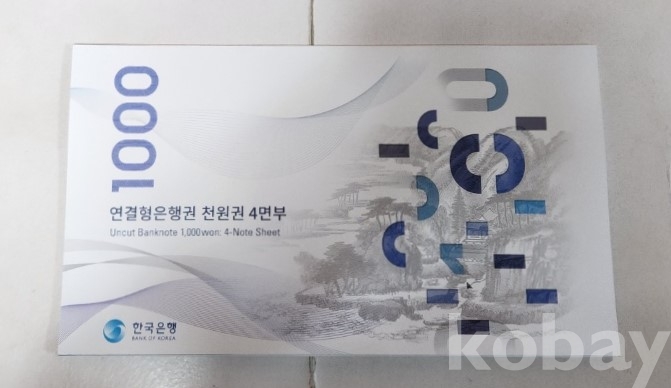 1000
연결형은행권 천원권 4면부
Uncut Banknote 1,000won: 4-Note Sheet
한국은행
BANK OF KOREA
kobay